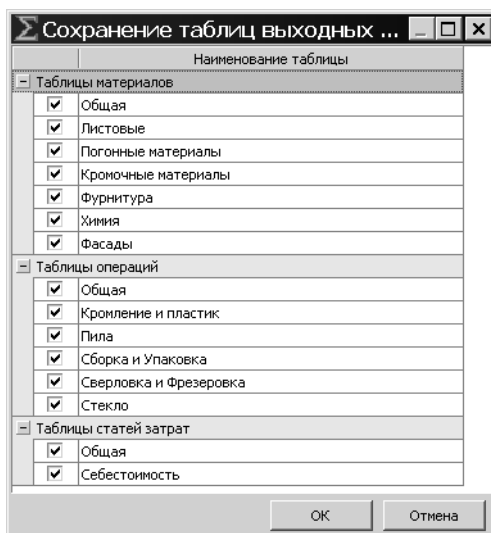 Сохранение таблиц выходных ...
Наименование таблицы
Таблицы материалов
Общая
Листовые
Погонные материалы
Кромочные материалы
Фурнитура
Химия
Фасады
Таблицы операций
Общая
Кромление и пластик
Пила
Сборка и Упаковка
Сверловка и Фрезеровка
Стекло
Таблицы статей затрат
Общая
Себестоимость
ОК Отмена